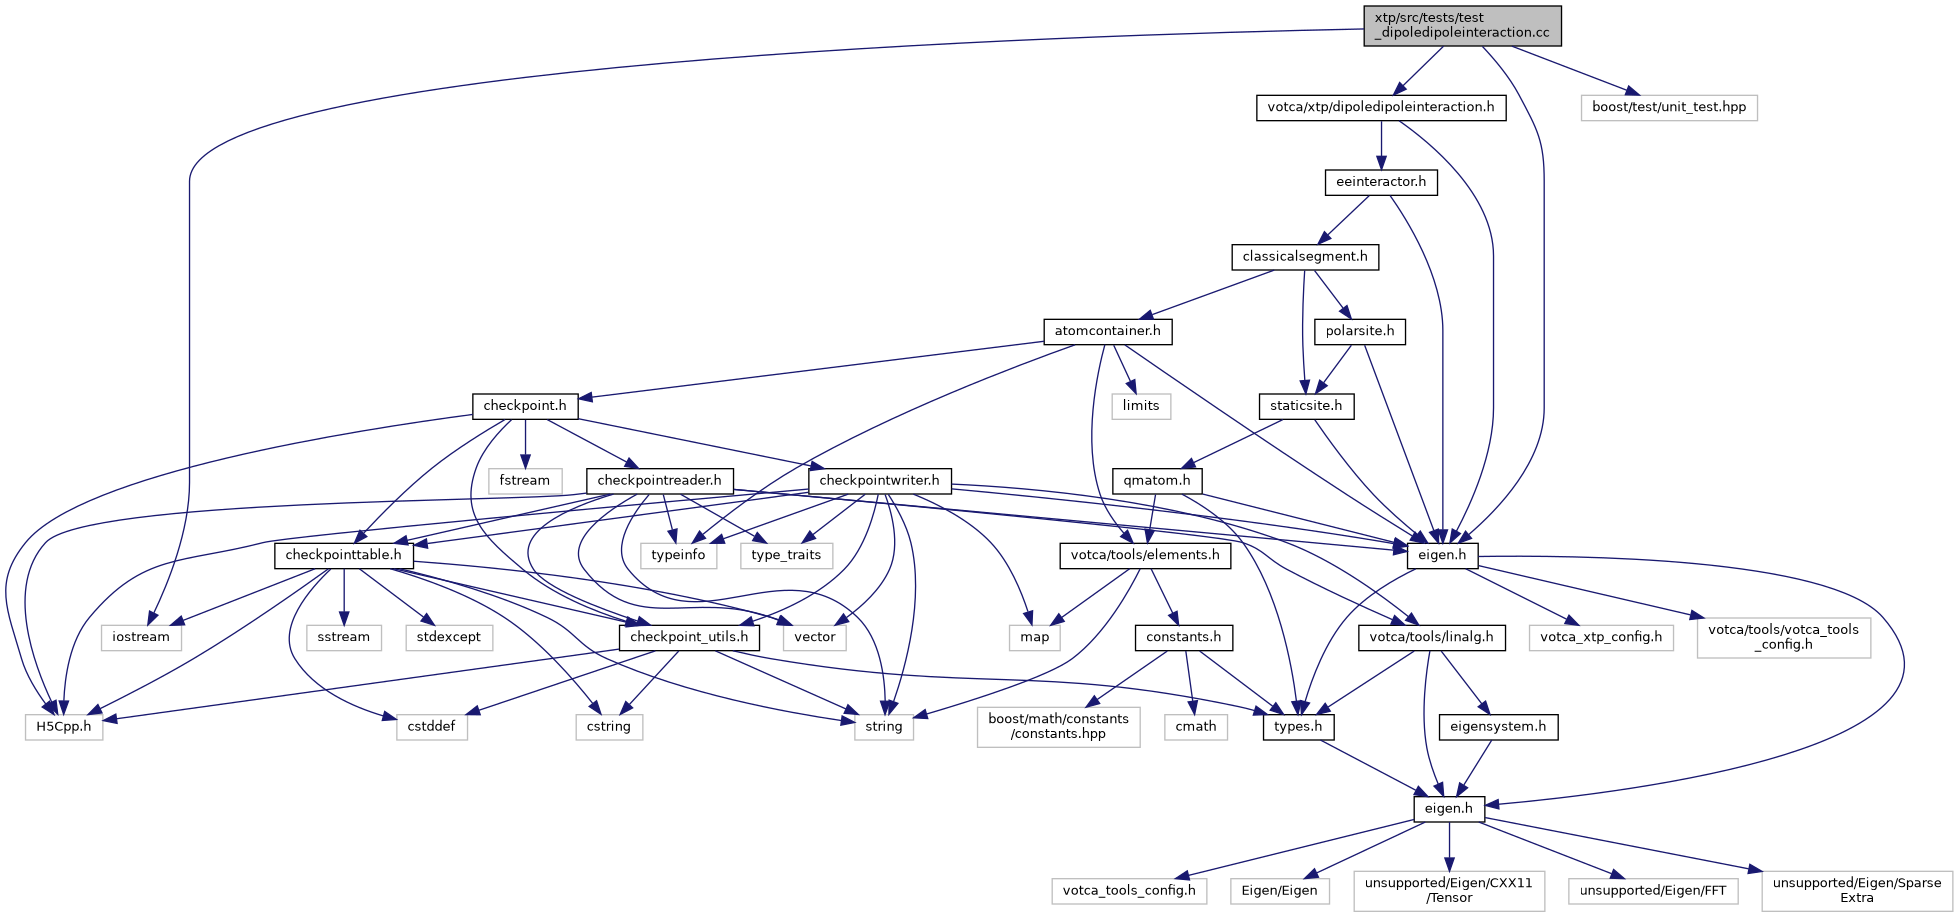 xtp/src/tests/test
_dipoledipoleinteraction.cc
votca/xtp/dipoledipoleinteraction.h
boost/test/unit_test.hpp
eeinteractor.h
classicalsegment.h
atomcontainer.h
polarsite.h
checkpoint.h
limits
staticsite.h
fstream
checkpointreader.h
checkpointwriter.h
qmatom.h
checkpointtable.h
typeinfo
type_traits
votca/tools/elements.h
eigen.h
iostream
sstream
stdexcept
checkpoint_utils.h
vector
map
constants.h
votca/tools/linalg.h
votca_xtp_config.h
votca/tools/votca_tools
_config.h
H5Cpp.h
cstddef
cstring
string
boost/math/constants
/constants.hpp
cmath
types.h
eigensystem.h
eigen.h
votca_tools_config.h
Eigen/Eigen
unsupported/Eigen/CXX11
/Tensor
unsupported/Eigen/FFT
unsupported/Eigen/Sparse
Extra